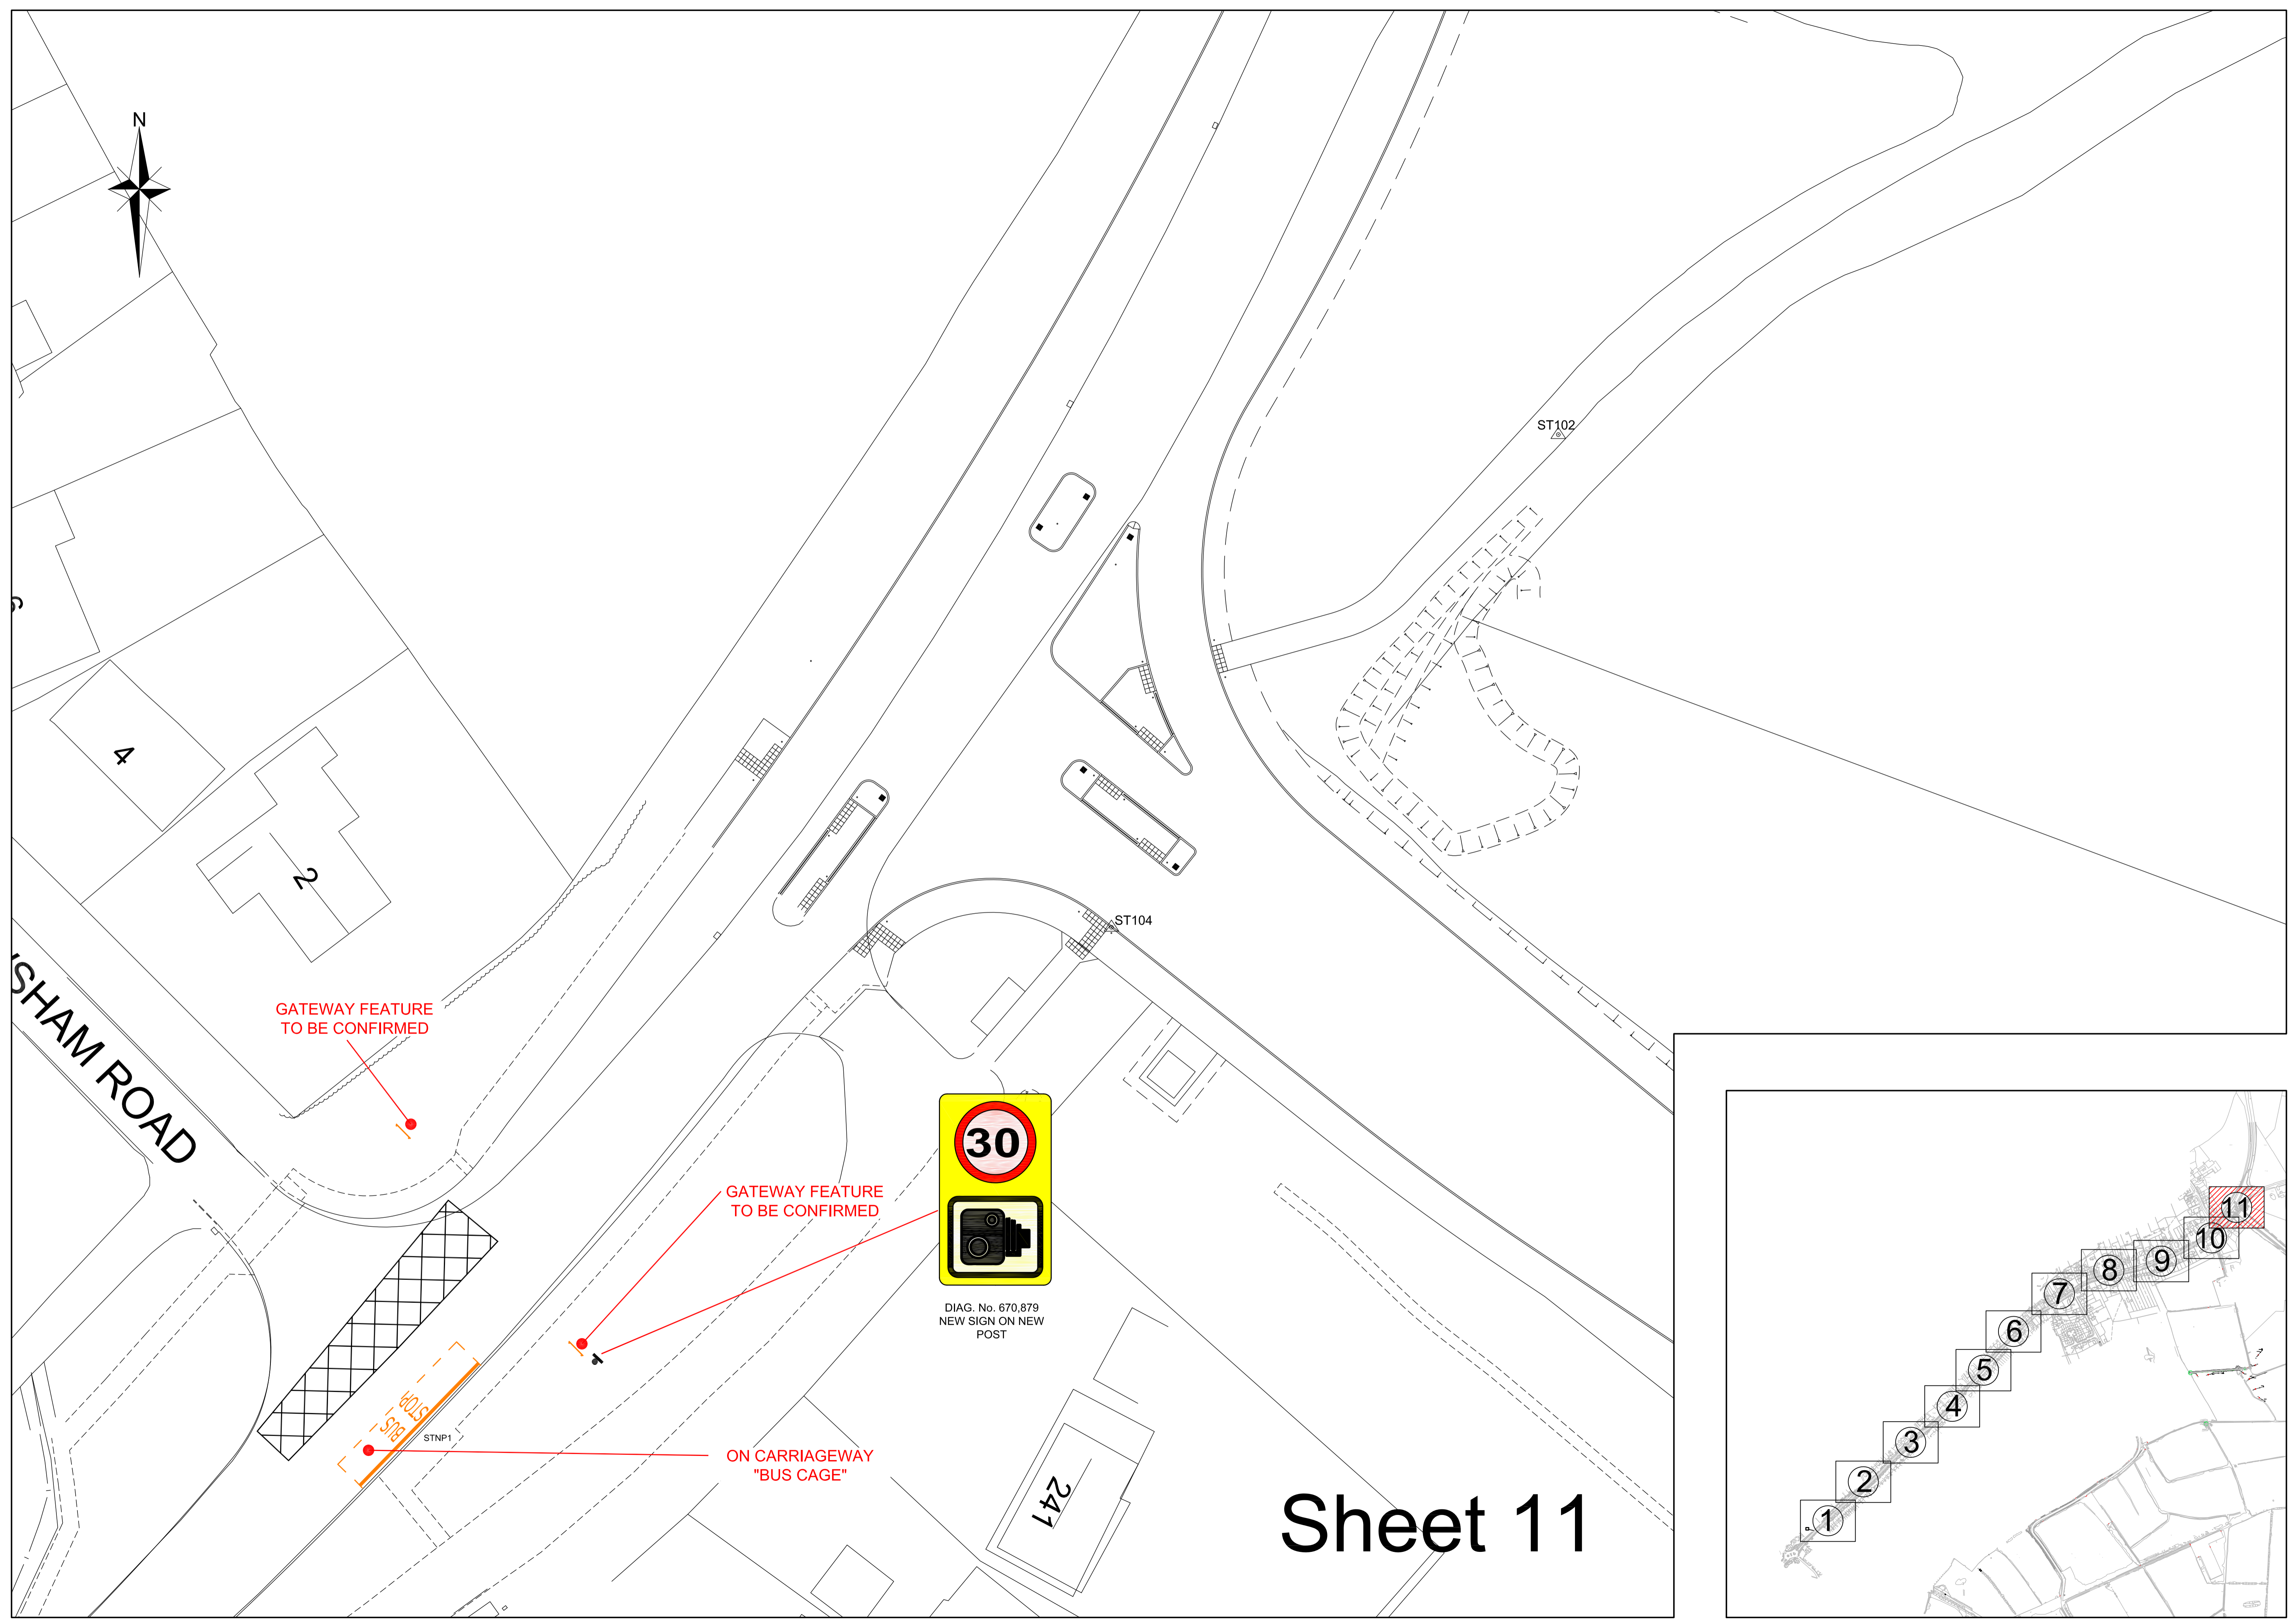 N
ST102
6
4
2
ST104
SHAM ROAD
GATEWAY FEATURE
TO BE CONFIRMED
30
GATEWAY FEATURE
TO BE CONFIRMED
DIAG. No. 670,879
NEW SIGN ON NEW
POST
BUS
STOP
STNP1
ON CARRIAGEWAY
"BUS CAGE"
241
Sheet 11
11
10
9
8
7
6
5
4
3
2
1